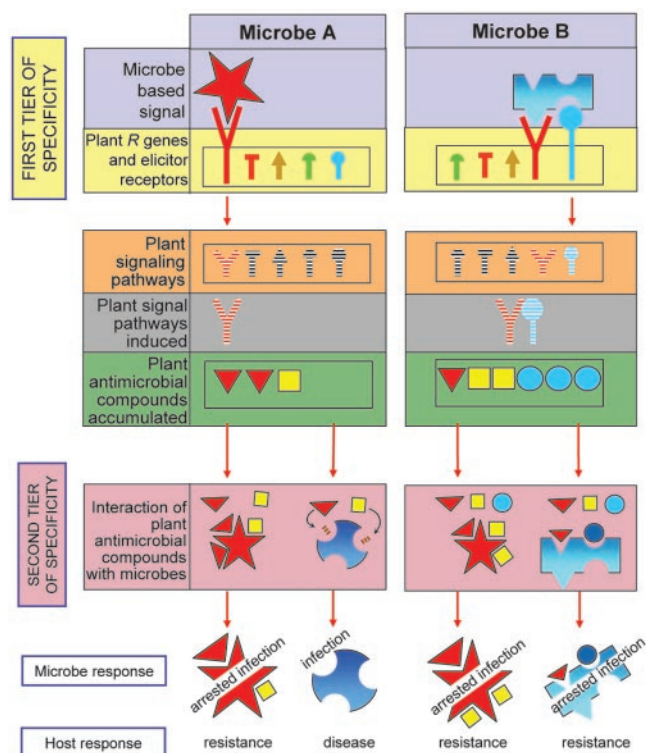 Microbe A
Microbe B
FIRST TIER OF
SPECIFICITY
Microbe
based
signal
Plant R genes
and elicitor
receptors
Plant
signaling
pathways
Plant signal
pathways
induced
Plant
antimicrobial
compounds
accumulated
SECOND TIER
OF SPECIFICITY
Interaction of
plant
antimicrobial
compounds
with microbes
Microbe response
arrested infection
infection
arrested infection
arrested infection
Host response
resistance
disease
resistance
resistance